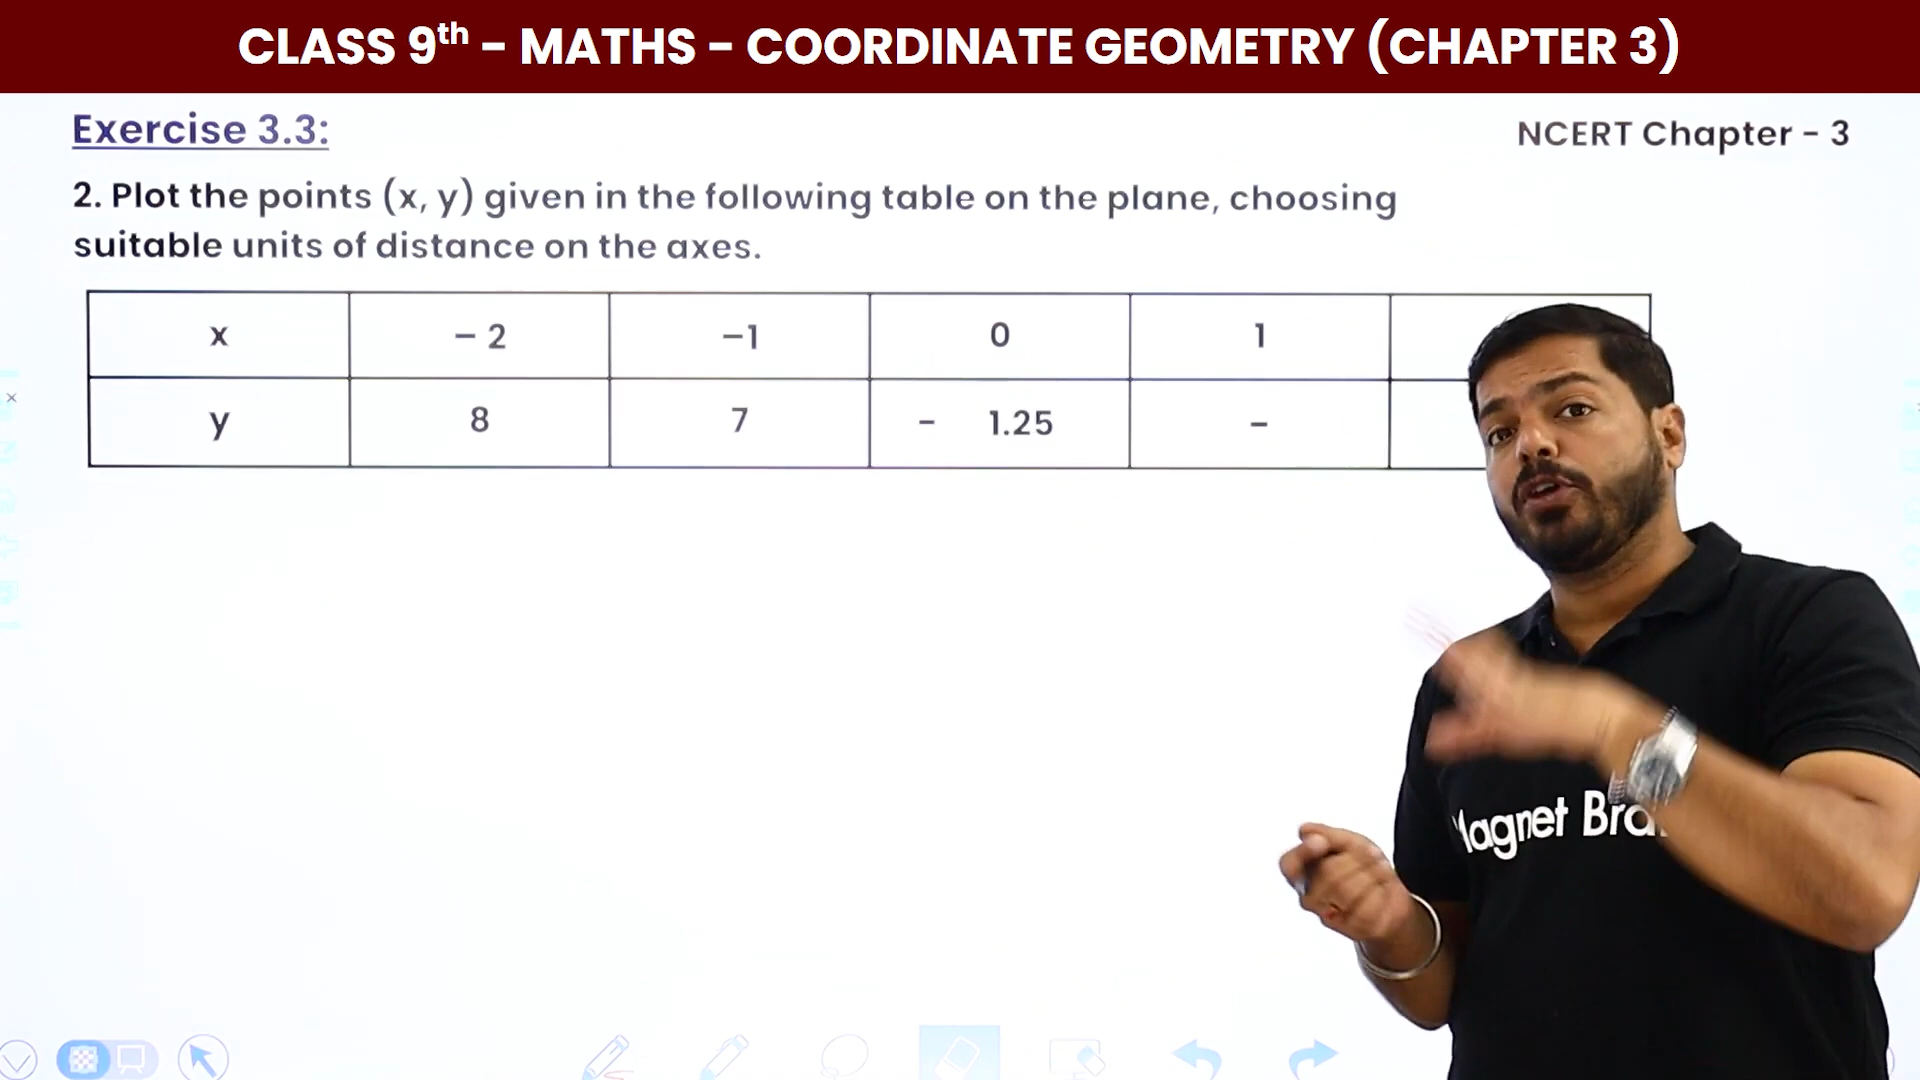 CLASS 9th – MATHS – COORDINATE GEOMETRY (CHAPTER 3)
Exercise 3.3:
NCERT Chapter – 3
2. Plot the points (x, y) given in the following table on the plane, choosing
suitable units of distance on the axes.
x – 2 –1 0 1
y 8 7 – 1.25 –